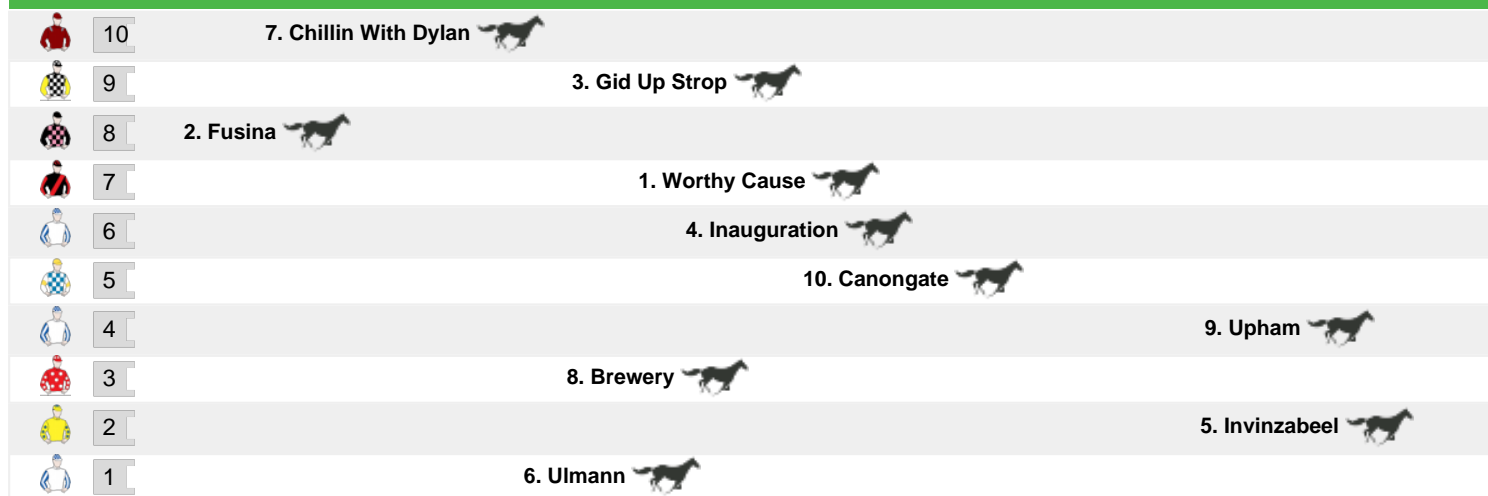 10 7. Chillin With Dylan
9 3. Gid Up Strop
8 2. Fusina
7 1. Worthy Cause
6 4. Inauguration
5 10. Canongate
4 9. Upham
3 8. Brewery
2 5. Invinzabeel
1 6. Ulmann